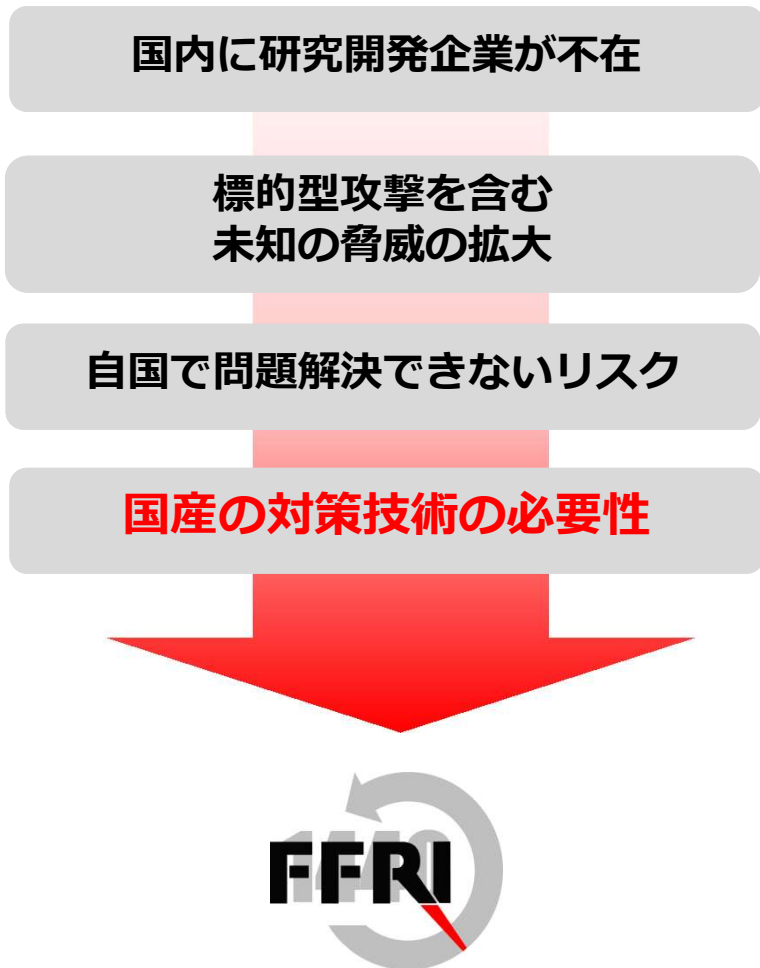 国内に研究開発企業が不在
標的型攻撃を含む
未知の脅威の拡大
自国で問題解決できないリスク
国産の対策技術の必要性
FFRI